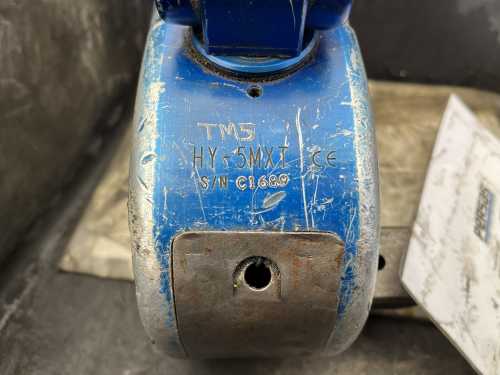 TMS
HY-5MXT CE
S/N C1689